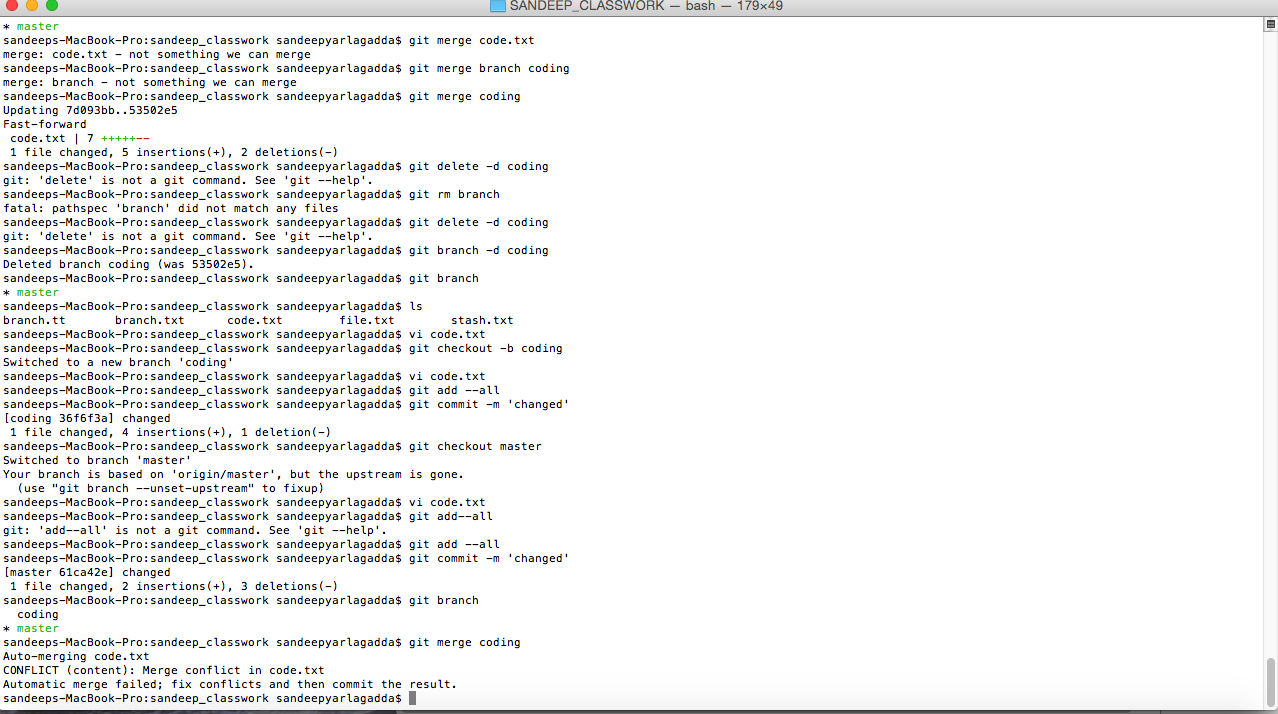 SANDEEP_CLASSWORK — bash — 179×49
* master
sandeeps-MacBook-Pro:sandeep_classwork sandeepyarlagadda$ git merge code.txt
merge: code.txt - not something we can merge
sandeeps-MacBook-Pro:sandeep_classwork sandeepyarlagadda$ git merge branch coding
merge: branch - not something we can merge
sandeeps-MacBook-Pro:sandeep_classwork sandeepyarlagadda$ git merge coding
Updating 7d093bb..53502e5
Fast-forward
 code.txt | 7 +++++--
 1 file changed, 5 insertions(+), 2 deletions(-)
sandeeps-MacBook-Pro:sandeep_classwork sandeepyarlagadda$ git delete -d coding
git: 'delete' is not a git command. See 'git --help'.
sandeeps-MacBook-Pro:sandeep_classwork sandeepyarlagadda$ git rm branch
fatal: pathspec 'branch' did not match any files
sandeeps-MacBook-Pro:sandeep_classwork sandeepyarlagadda$ git delete -d coding
git: 'delete' is not a git command. See 'git --help'.
sandeeps-MacBook-Pro:sandeep_classwork sandeepyarlagadda$ git branch -d coding
Deleted branch coding (was 53502e5).
sandeeps-MacBook-Pro:sandeep_classwork sandeepyarlagadda$ git branch
* master
sandeeps-MacBook-Pro:sandeep_classwork sandeepyarlagadda$ ls
branch.tt branch.txt code.txt file.txt stash.txt
sandeeps-MacBook-Pro:sandeep_classwork sandeepyarlagadda$ vi code.txt
sandeeps-MacBook-Pro:sandeep_classwork sandeepyarlagadda$ git checkout -b coding
Switched to a new branch 'coding'
sandeeps-MacBook-Pro:sandeep_classwork sandeepyarlagadda$ vi code.txt
sandeeps-MacBook-Pro:sandeep_classwork sandeepyarlagadda$ git add --all
sandeeps-MacBook-Pro:sandeep_classwork sandeepyarlagadda$ git commit -m 'changed'
[coding 36f6f3a] changed
 1 file changed, 4 insertions(+), 1 deletion(-)
sandeeps-MacBook-Pro:sandeep_classwork sandeepyarlagadda$ git checkout master
Switched to branch 'master'
Your branch is based on 'origin/master', but the upstream is gone.
  (use "git branch --unset-upstream" to fixup)
sandeeps-MacBook-Pro:sandeep_classwork sandeepyarlagadda$ vi code.txt
sandeeps-MacBook-Pro:sandeep_classwork sandeepyarlagadda$ git add--all
git: 'add--all' is not a git command. See 'git --help'.
sandeeps-MacBook-Pro:sandeep_classwork sandeepyarlagadda$ git add --all
sandeeps-MacBook-Pro:sandeep_classwork sandeepyarlagadda$ git commit -m 'changed'
[master 61ca42e] changed
 1 file changed, 2 insertions(+), 3 deletions(-)
sandeeps-MacBook-Pro:sandeep_classwork sandeepyarlagadda$ git branch
  coding
* master
sandeeps-MacBook-Pro:sandeep_classwork sandeepyarlagadda$ git merge coding
Auto-merging code.txt
CONFLICT (content): Merge conflict in code.txt
Automatic merge failed; fix conflicts and then commit the result.
sandeeps-MacBook-Pro:sandeep_classwork sandeepyarlagadda$